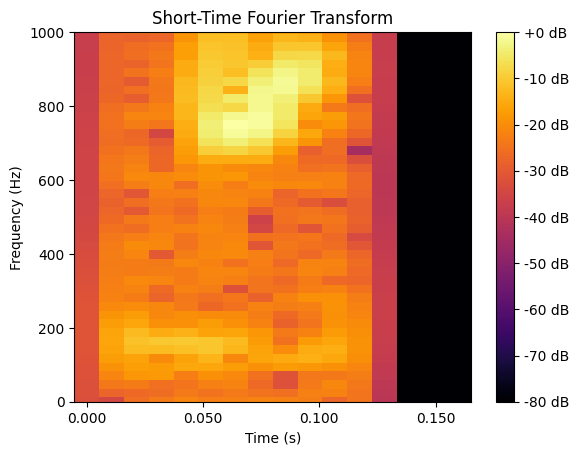 Short-Time Fourier Transform
Frequency (Hz)
1000
800
600
400
200
0
0.000
0.050
0.100
0.150
Time (s)
+0 dB
-10 dB
-20 dB
-30 dB
-40 dB
-50 dB
-60 dB
-70 dB
-80 dB